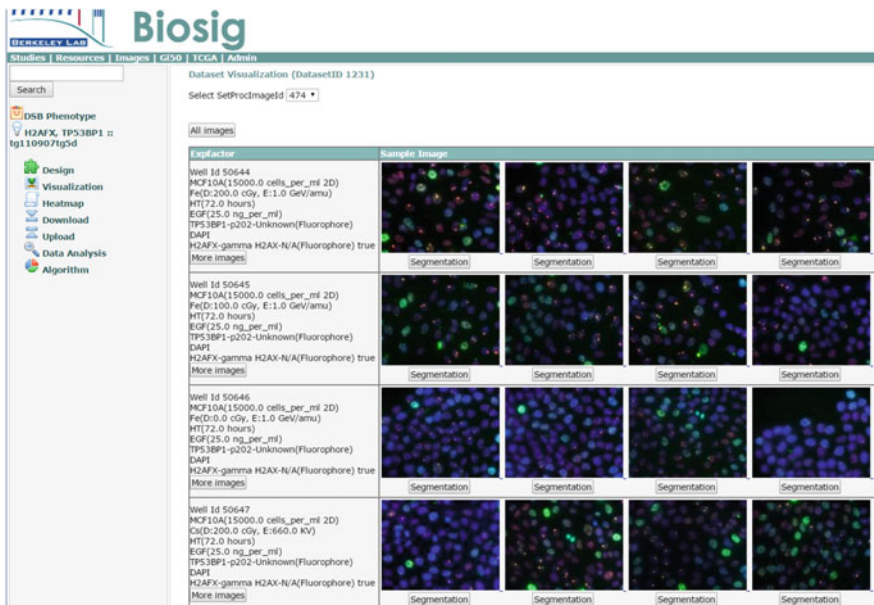 BERKELEY LAB
Biosig
Studies | Resources | Images | GI50 | TCGA | Admin
Search
DSB Phenotype
H2AFX, TP53BP1 ::
tg110907tg5d
Design
Visualization
Heatmap
Download
Upload
Data Analysis
Algorithm
Dataset Visualization (DatasetID 1231)
Select SetProcImageId 474
All images
Expfactor Sample Image
Well Id 50644
MCF10A(15000.0 cells_per_ml 2D)
Fe(D:200.0 cGy, E:1.0 GeV/amu)
HT(72.0 hours)
EGF(25.0 ng_per_ml)
TP53BP1-p202-Unknown(Fluorophore)
DAPI
H2AFX-gamma H2AX-N/A(Fluorophore) true
More images
Segmentation Segmentation Segmentation Segmentation
Well Id 50645
MCF10A(15000.0 cells_per_ml 2D)
Fe(D:100.0 cGy, E:1.0 GeV/amu)
HT(72.0 hours)
EGF(25.0 ng_per_ml)
TP53BP1-p202-Unknown(Fluorophore)
DAPI
H2AFX-gamma H2AX-N/A(Fluorophore) true
More images
Segmentation Segmentation Segmentation Segmentation
Well Id 50646
MCF10A(15000.0 cells_per_ml 2D)
Fe(D:0.0 cGy, E:1.0 GeV/amu)
HT(72.0 hours)
EGF(25.0 ng_per_ml)
TP53BP1-p202-Unknown(Fluorophore)
DAPI
H2AFX-gamma H2AX-N/A(Fluorophore) true
More images
Segmentation Segmentation Segmentation Segmentation
Well Id 50647
MCF10A(15000.0 cells_per_ml 2D)
Cs(D:200.0 cGy, E:660.0 KV)
HT(72.0 hours)
EGF(25.0 ng_per_ml)
TP53BP1-p202-Unknown(Fluorophore)
DAPI
H2AFX-gamma H2AX-N/A(Fluorophore) true
More images
Segmentation Segmentation Segmentation Segmentation